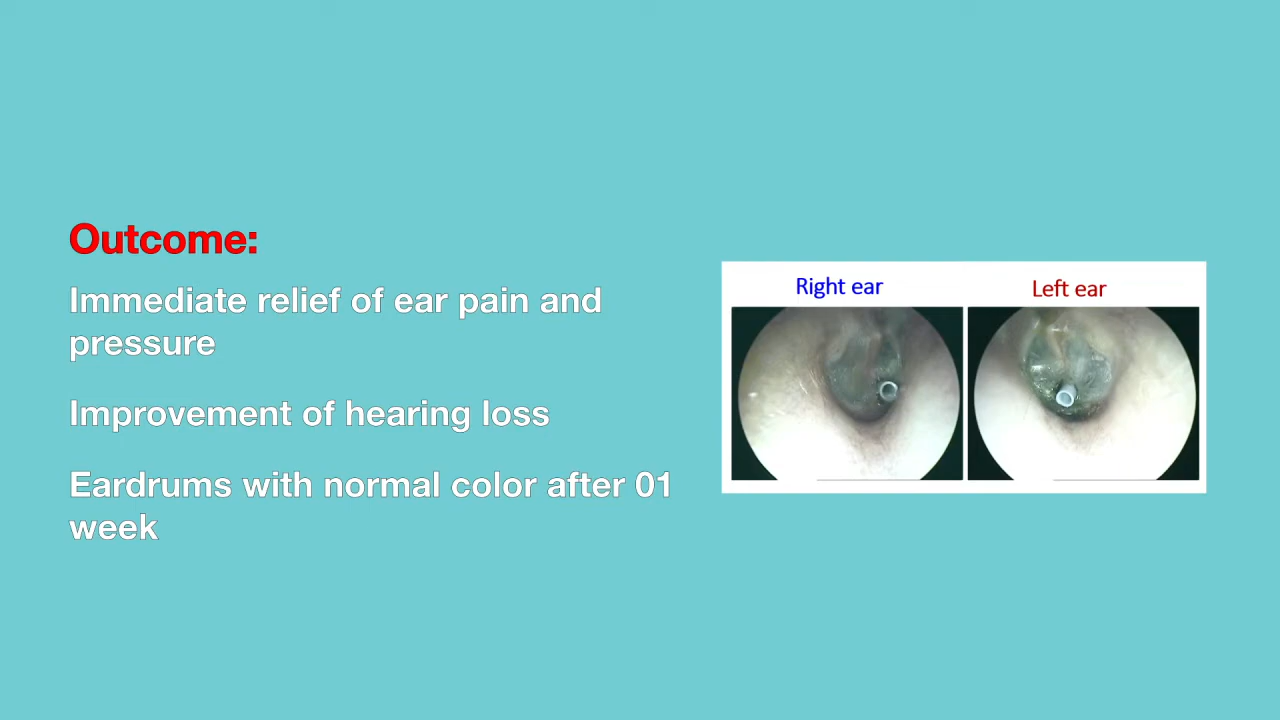 Outcome:
Immediate relief of ear pain and
pressure
Improvement of hearing loss
Eardrums with normal color after 01
week
Right ear
Left ear